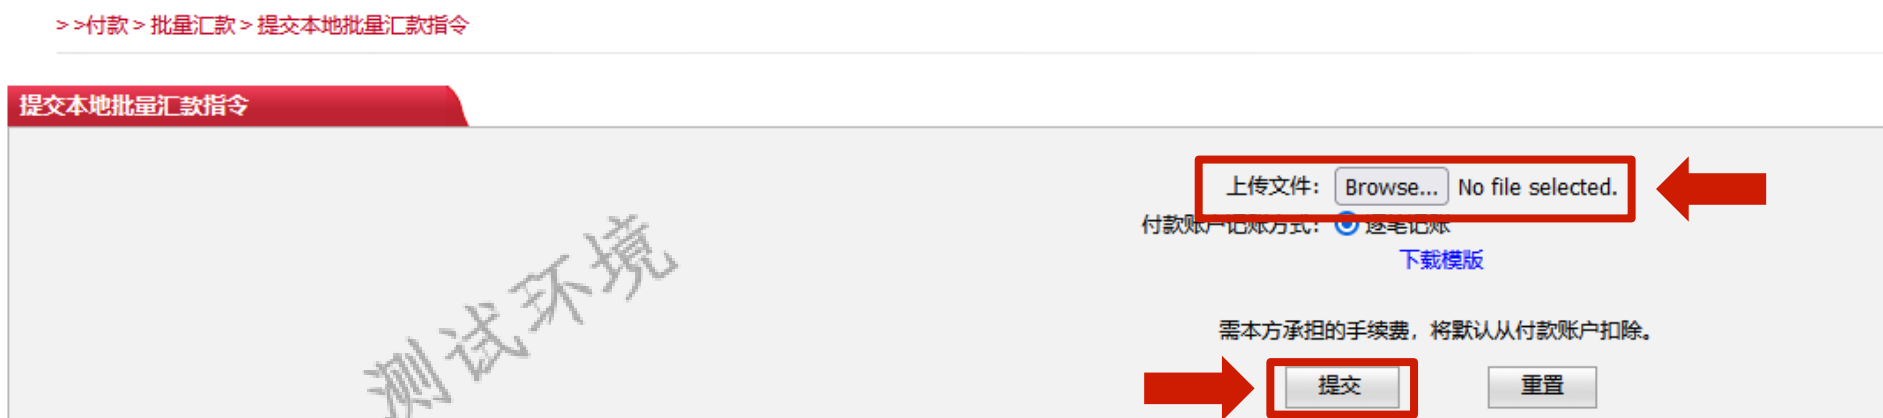 > >付款 > 批量汇款 > 提交本地批量汇款指令
提交本地批量汇款指令
上传文件： Browse... No file selected.
付款账户记账方式： 逐笔记账
下载模版
需本方承担的手续费，将默认从付款账户扣除。
提交 重置
测试环境